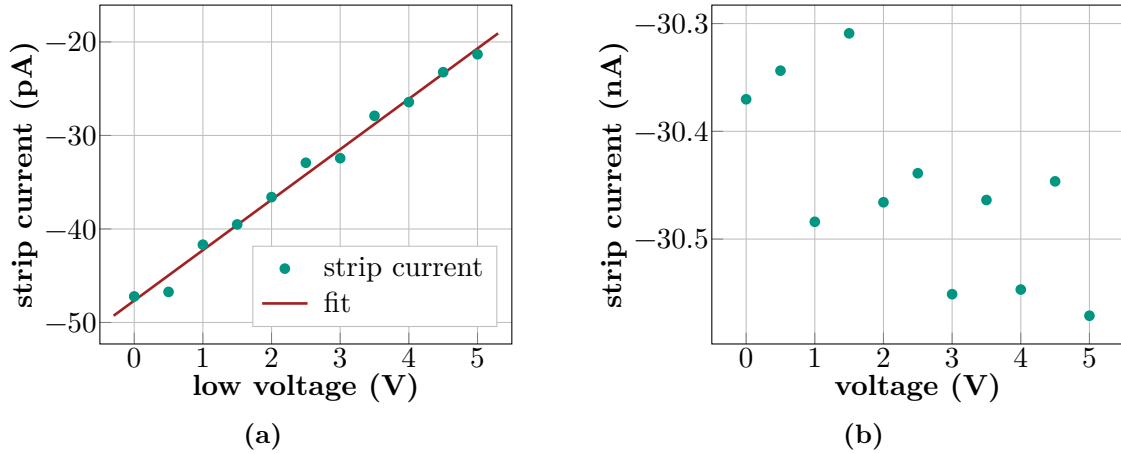 strip current (pA)
−20
−30
−40
−50
0 1 2 3 4 5
low voltage (V)
strip current
fit
(a)
strip current (nA)
−30.3
−30.4
−30.5
0 1 2 3 4 5
voltage (V)
(b)